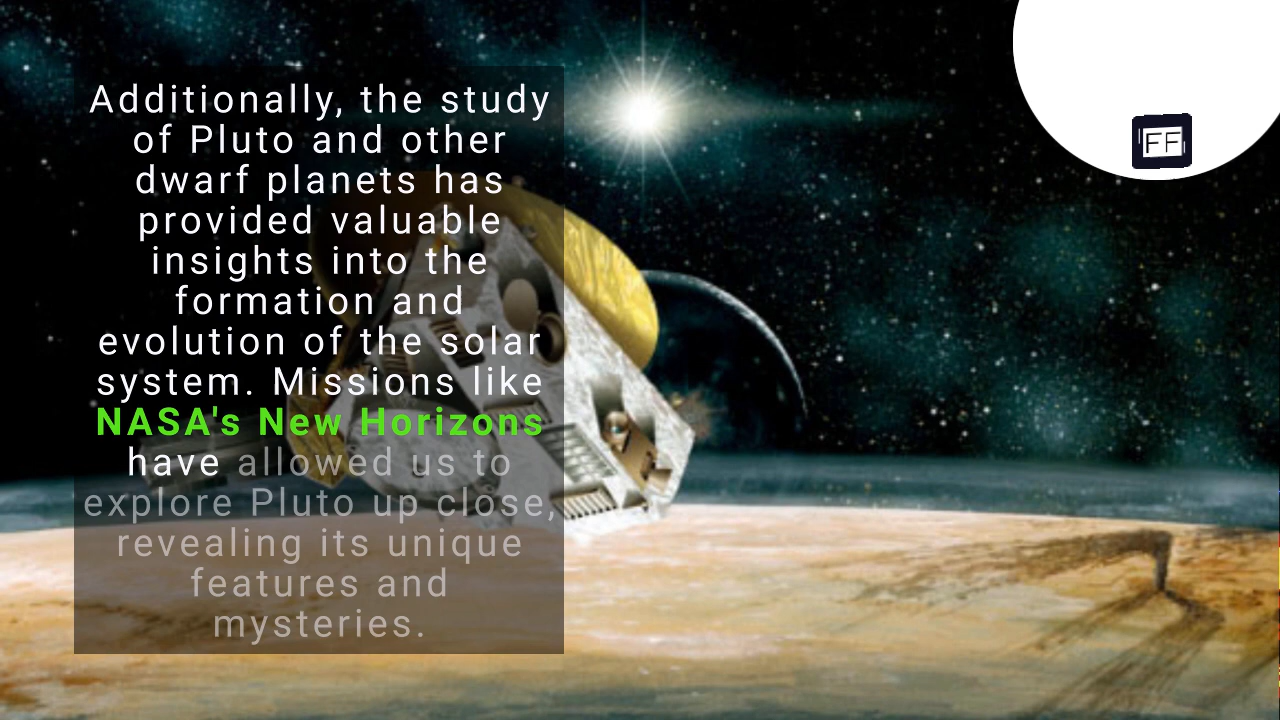 Additionally, the study
of Pluto and other
dwarf planets has
provided valuable
insights into the
formation and
evolution of the solar
system. Missions like
NASA's New Horizons
have allowed us to
explore Pluto up close,
revealing its unique
features and
mysteries.
FF